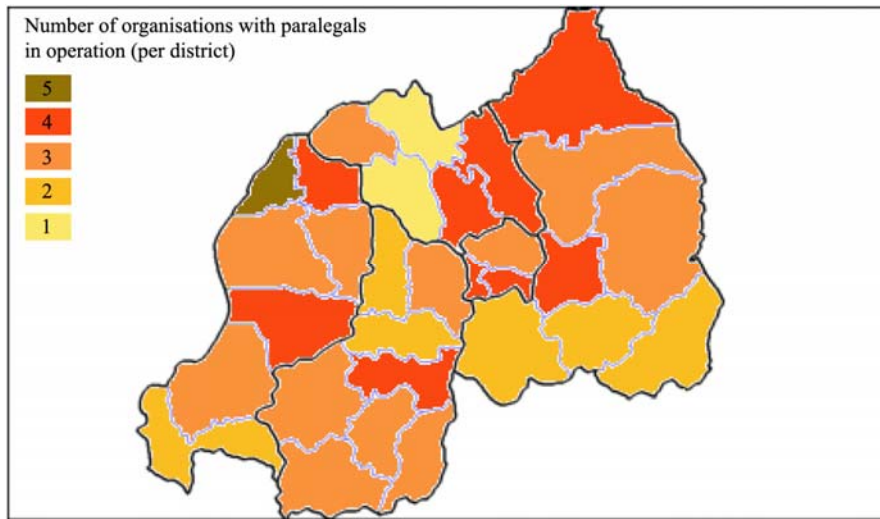 Number of organisations with paralegals
in operation (per district)
5
4
3
2
1